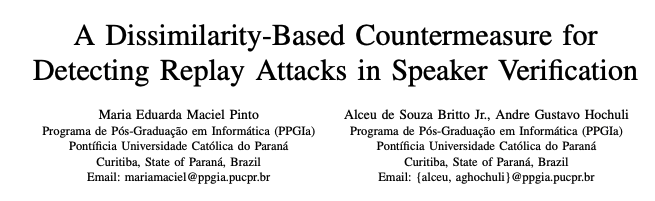 A Dissimilarity-Based Countermeasure for
Detecting Replay Attacks in Speaker Verification
Maria Eduarda Maciel Pinto
Programa de Pós-Graduação em Informática (PPGIa)
Pontifícia Universidade Católica do Paraná
Curitiba, State of Paraná, Brazil
Email: mariamaciel@ppgia.pucpr.br
Alceu de Souza Britto Jr., Andre Gustavo Hochuli
Programa de Pós-Graduação em Informática (PPGIa)
Pontifícia Universidade Católica do Paraná
Curitiba, State of Paraná, Brazil
Email: {alceu, aghochuli}@ppgia.pucpr.br